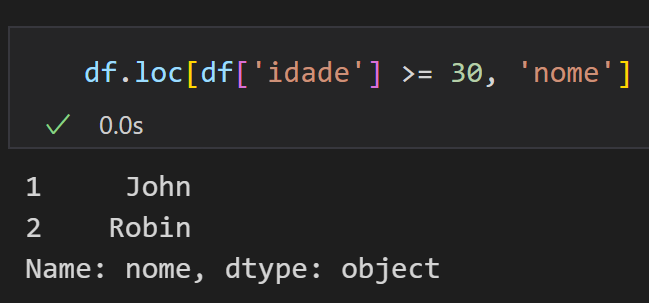 df.loc[df['idade'] >= 30, 'nome']
0.0s
1     John
2    Robin
Name: nome, dtype: object